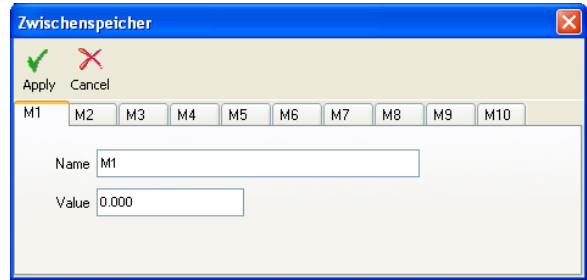 Zwischenspeicher
Apply Cancel
M1 M2 M3 M4 M5 M6 M7 M8 M9 M10
Name M1
Value 0.000